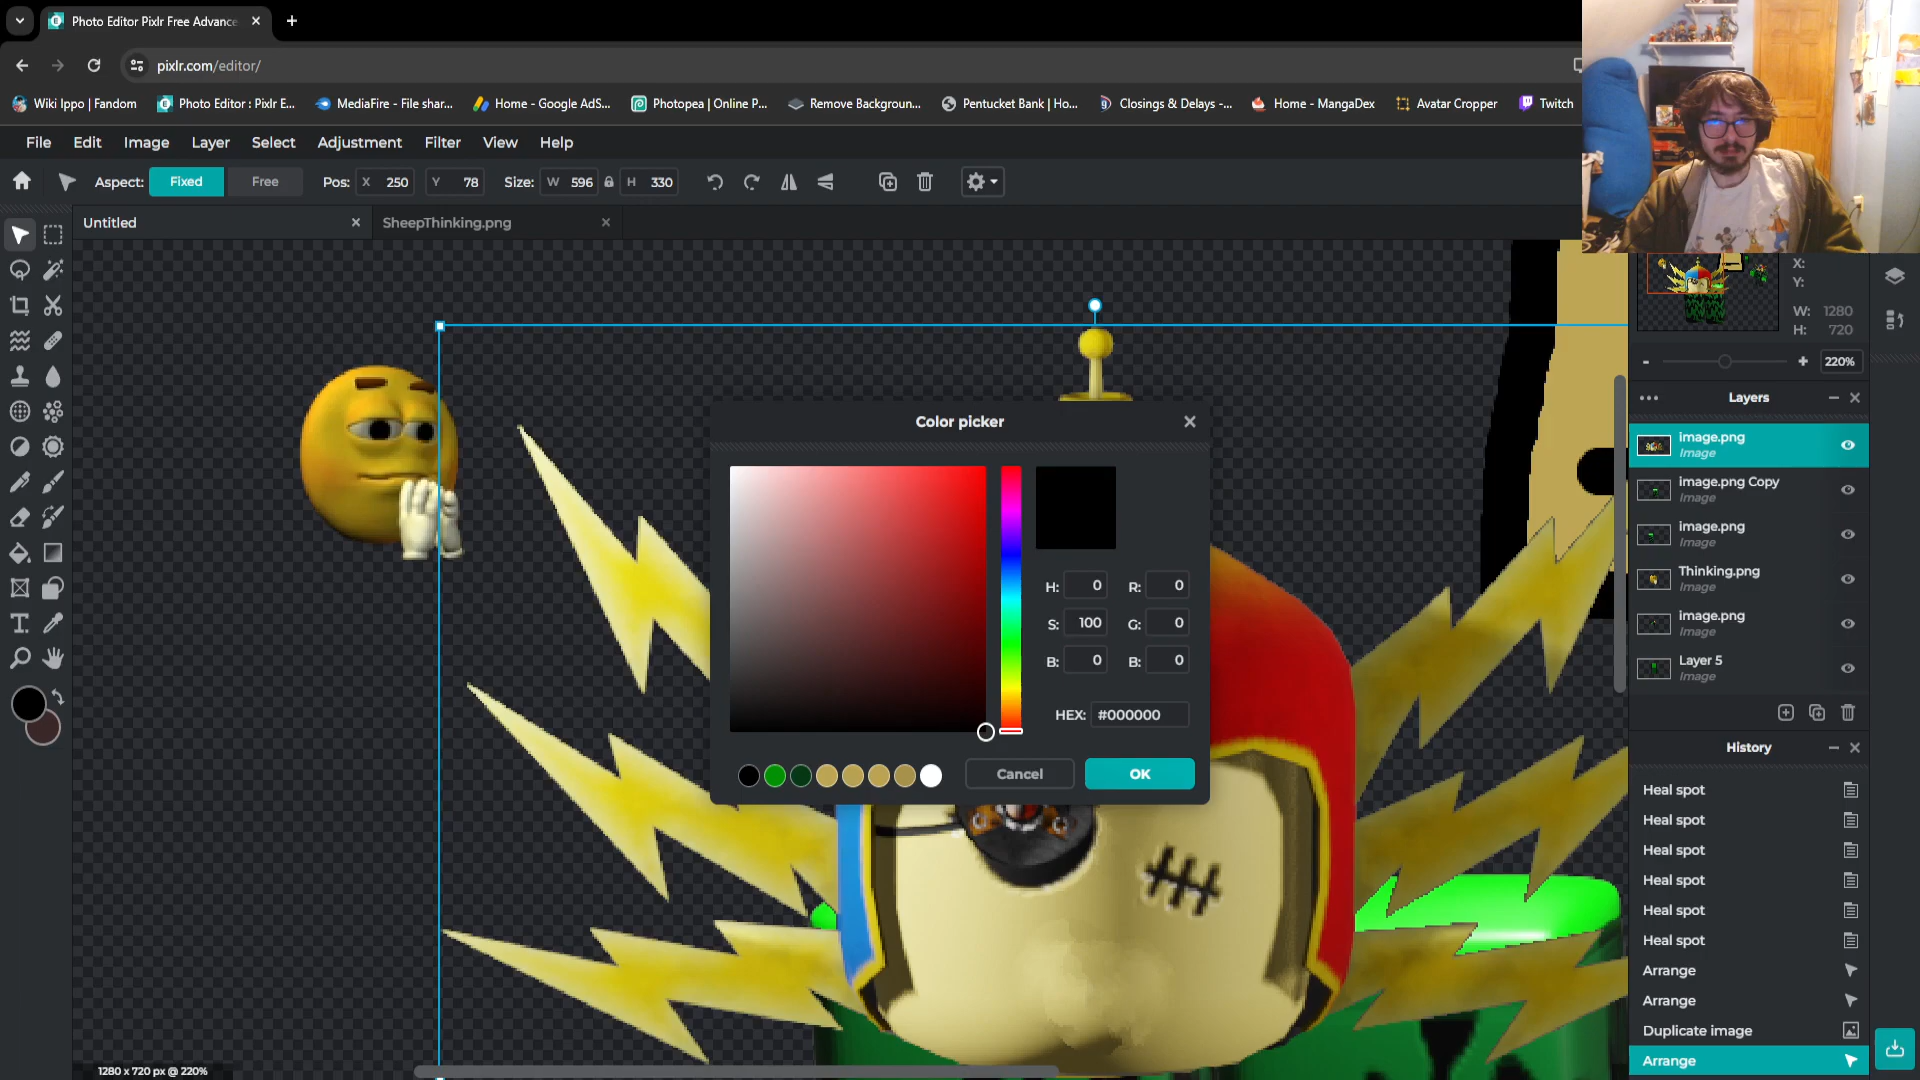 Photo Editor Pixlr Free Advance
pixlr.com/editor/
Wiki Ippo | Fandom
Photo Editor : Pixlr E...
MediaFire - File shar...
Home - Google AdS...
Photopea | Online P...
Remove Backgroun...
Pentucket Bank | Ho...
Closings & Delays -...
Home - MangaDex
Avatar Cropper
Twitch
File Edit Image Layer Select Adjustment Filter View Help
Aspect: Fixed Free Pos: X 250 Y 78 Size: W 596 H 330
Untitled
SheepThinking.png
X:
Y:
W: 1280
H: 720
- + 220%
Layers
image.png
Image
image.png Copy
Image
image.png
Image
Thinking.png
Image
image.png
Image
Layer 5
Image
History
Heal spot
Heal spot
Heal spot
Heal spot
Heal spot
Heal spot
Arrange
Arrange
Duplicate image
Arrange
Color picker
H: 0 R: 0
S: 100 G: 0
B: 0 B: 0
HEX: #000000
Cancel OK
1280 x 720 px @ 220%